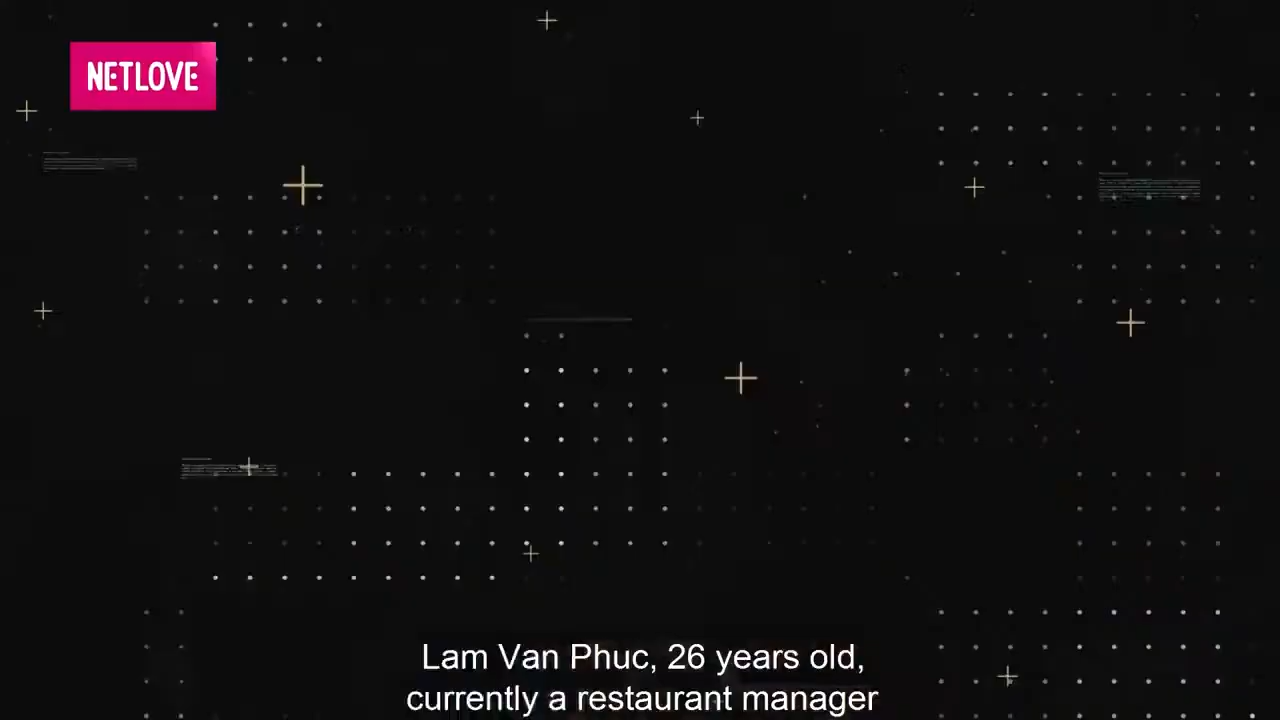 NETLOVE
Lam Van Phuc, 26 years old,
currently a restaurant manager